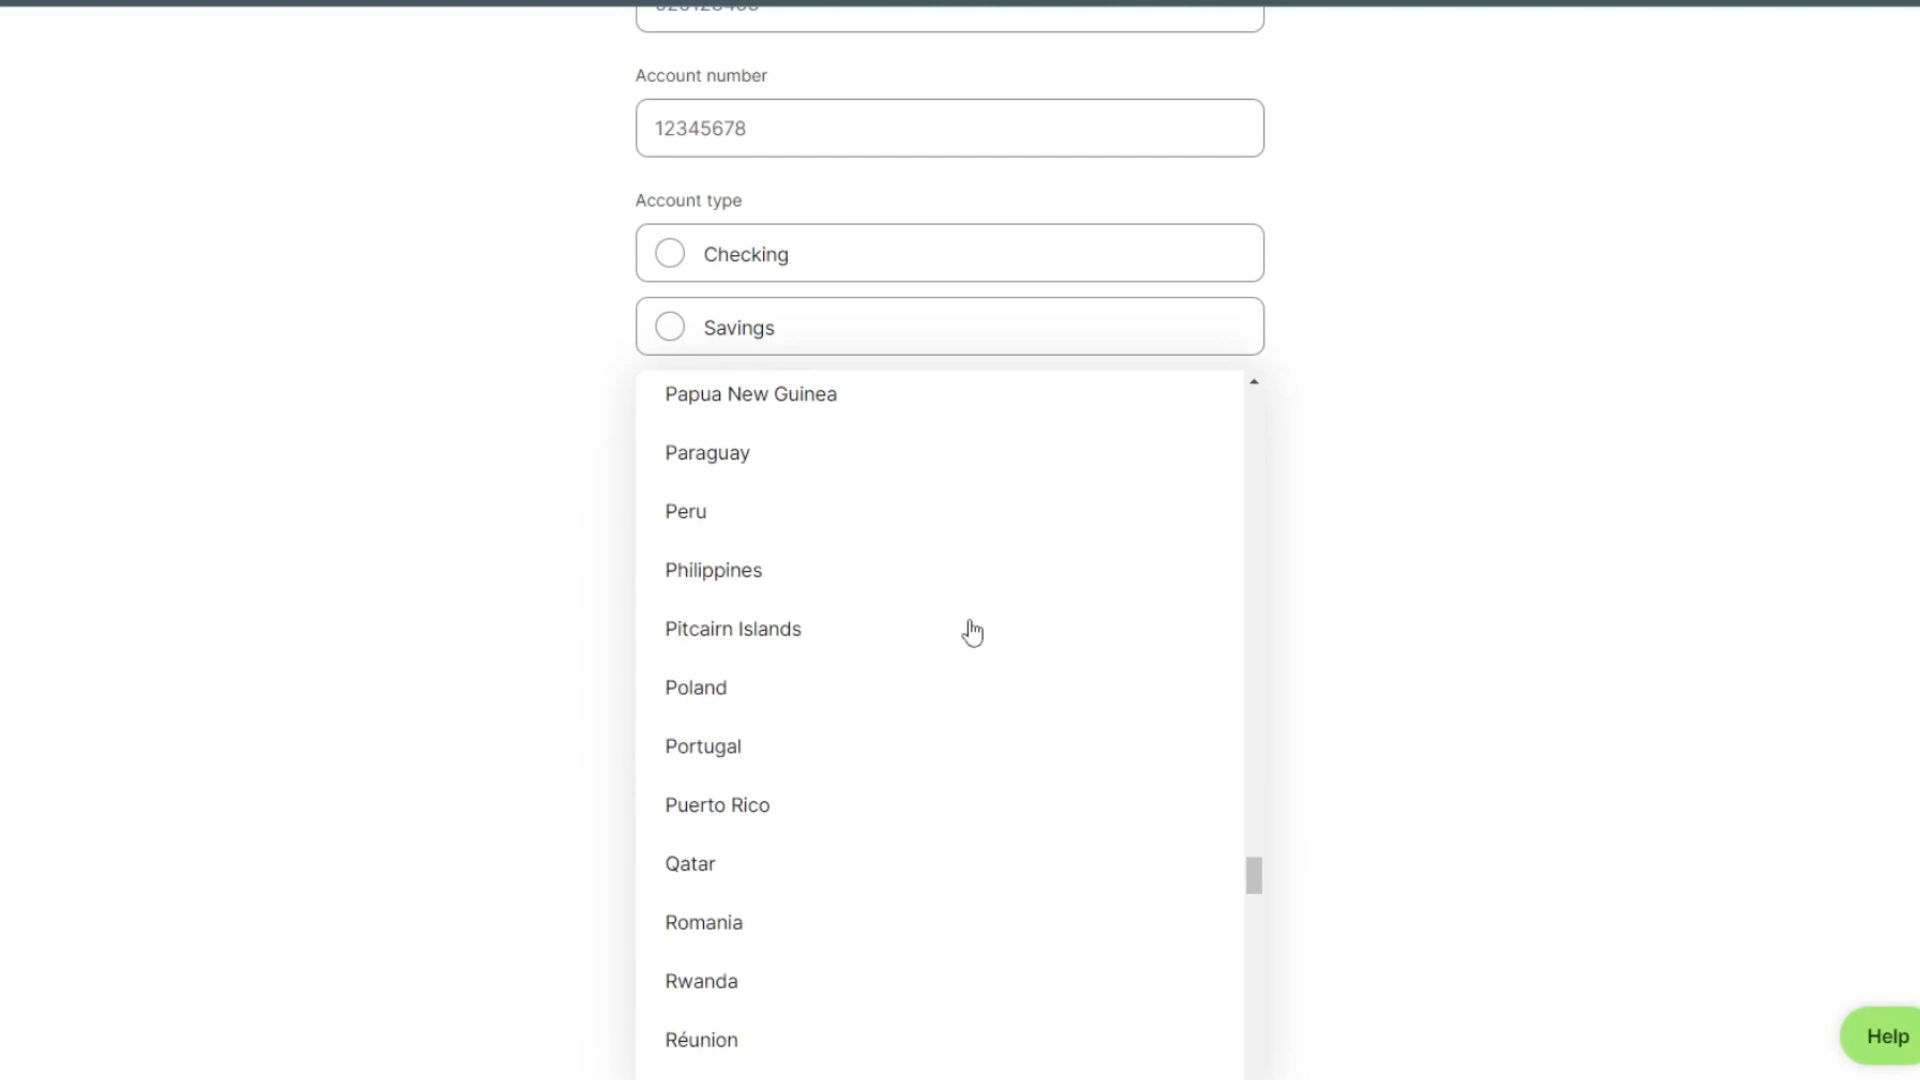 Account number
12345678
Account type
Checking
Savings
Papua New Guinea
Paraguay
Peru
Philippines
Pitcairn Islands
Poland
Portugal
Puerto Rico
Qatar
Romania
Rwanda
Réunion
Help